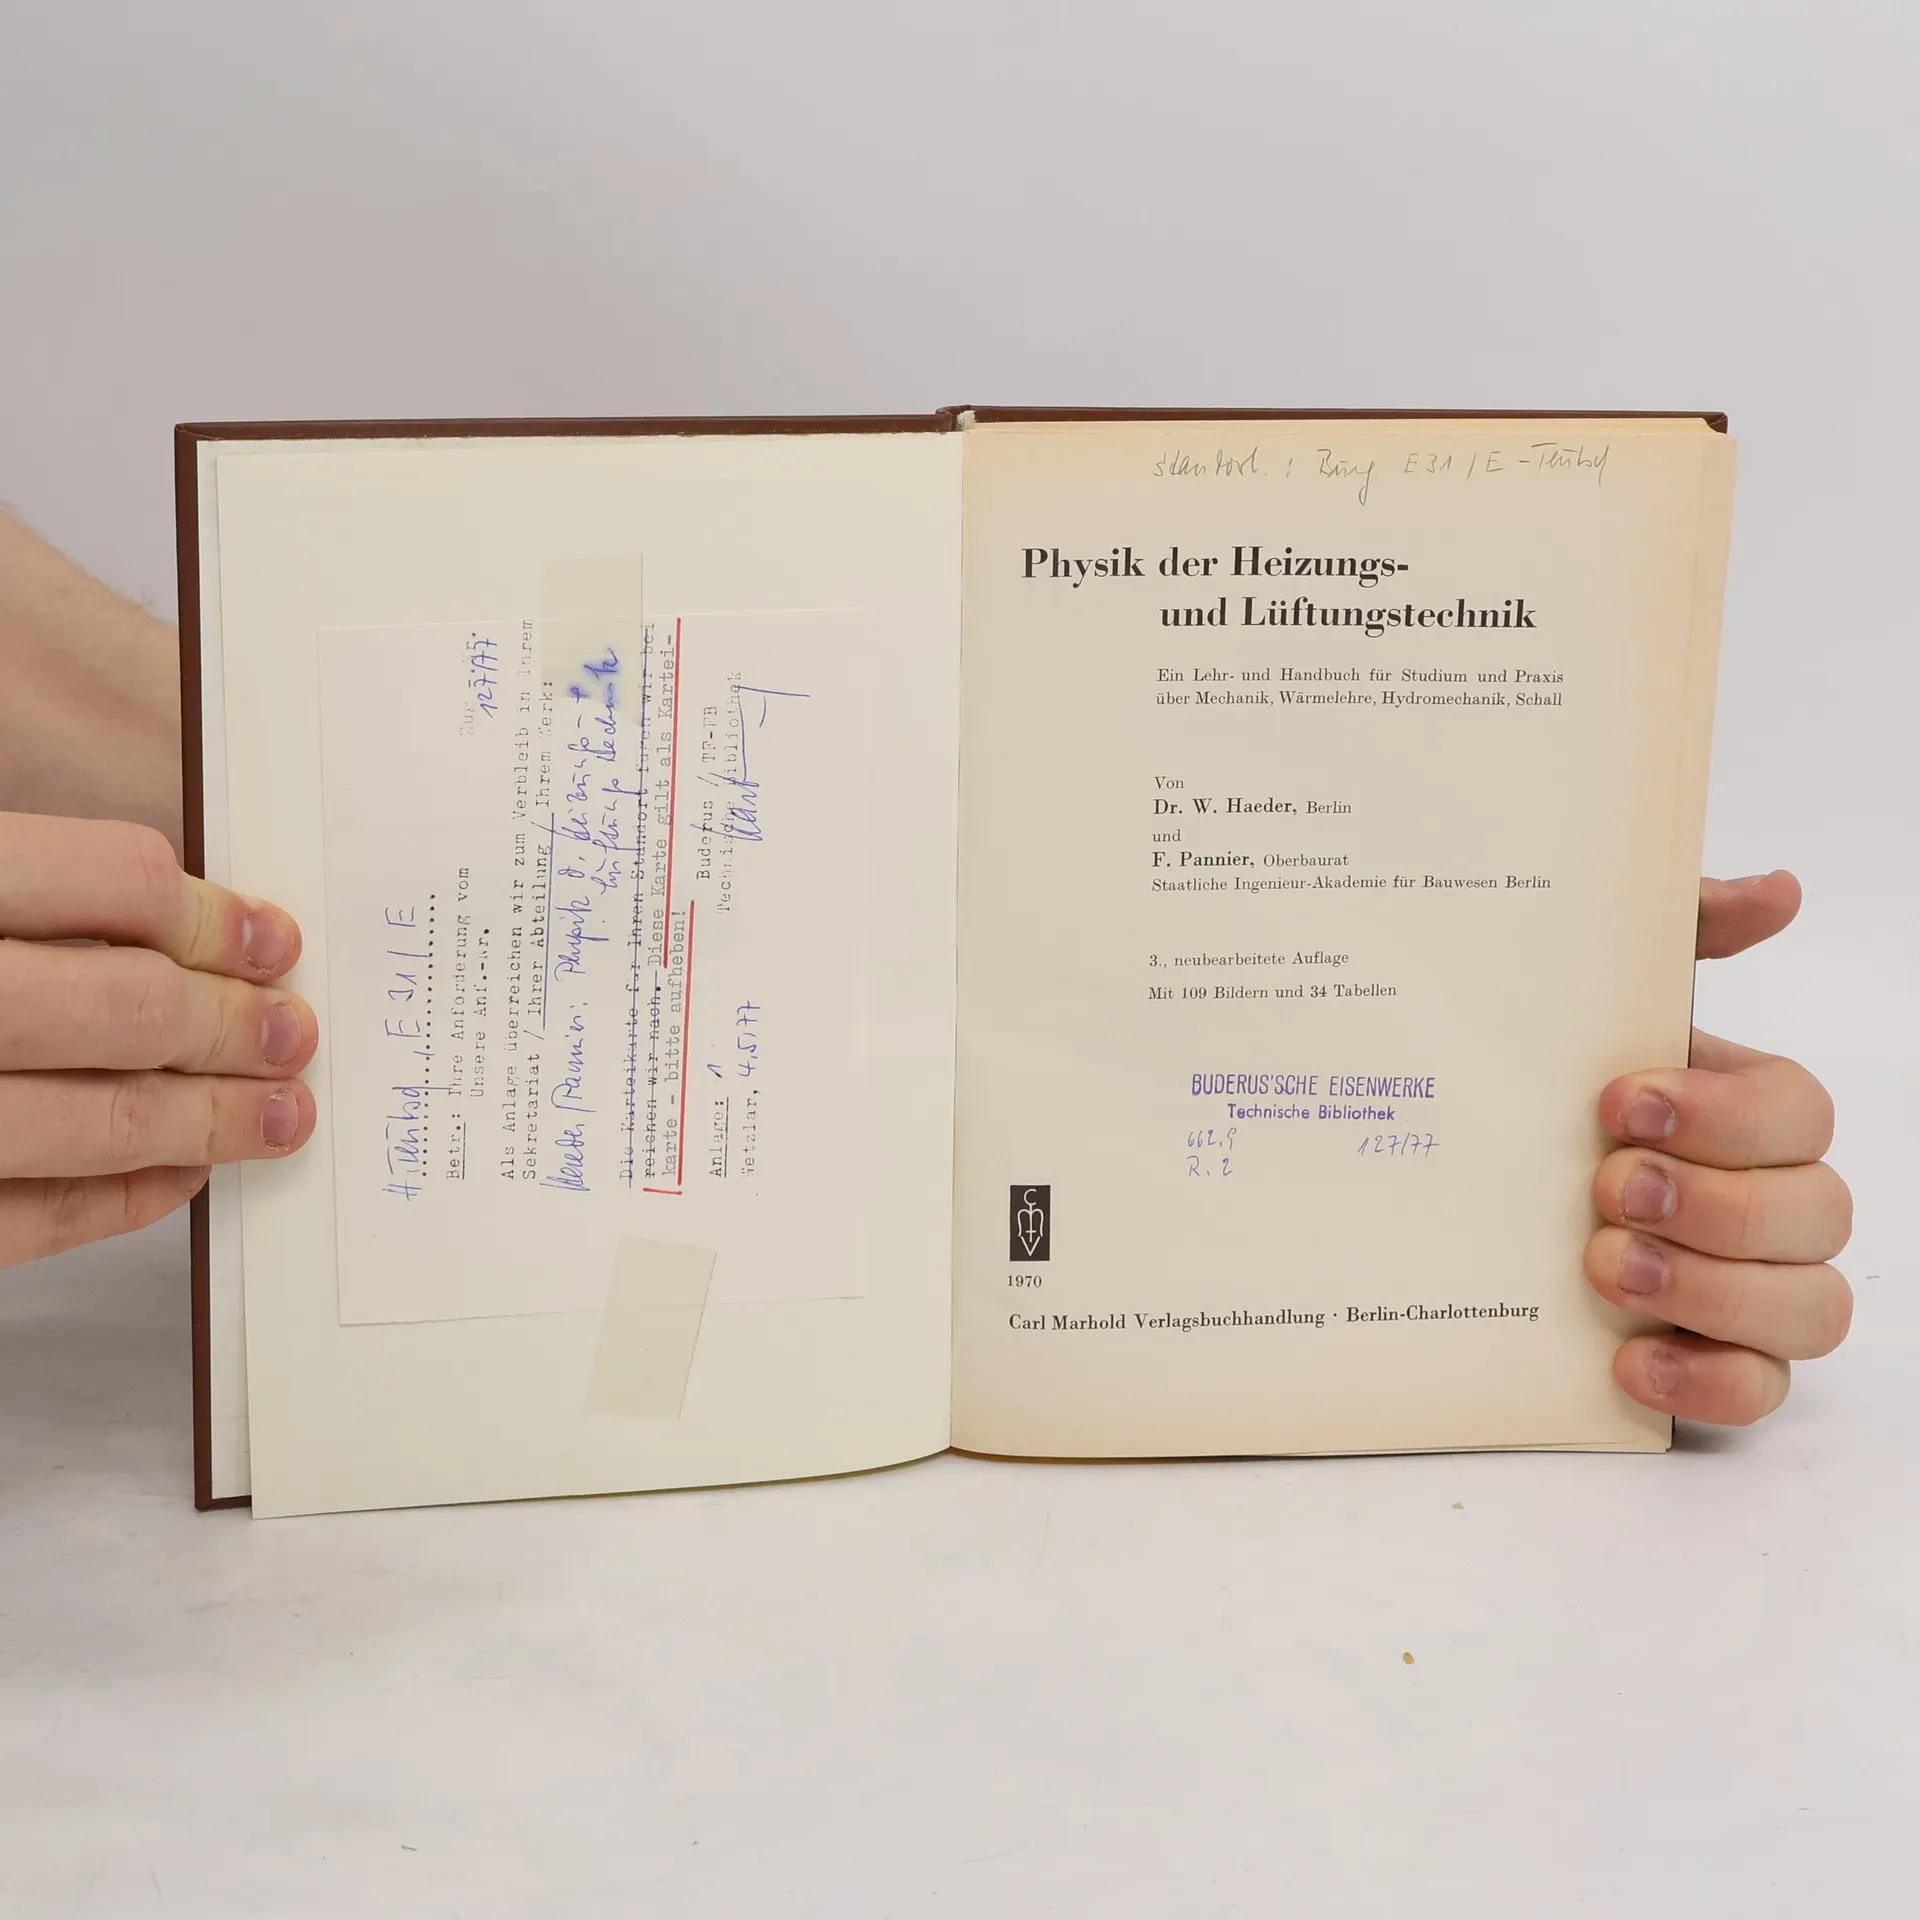 H. Teutsch, E 31 / E
Betr.: Ihre Anforderung vom
Unsere Anf.-Nr. 127/77
Als Anlage überreichen wir zum Verbleib in Ihrem
Sekretariat / Ihrer Abteilung / Ihrem Werk:
Haeder/Pannier: Physik d. Heizungs- +
Lüftungstechnik
Die Karteikarte für Ihren Standort führen wir bei
reichen wir nach. Diese Karte gilt als Kartei-
karte - bitte aufheben!
Buderus / TF-FB
Technische Bibliothek
Anlage: 1
Wetzlar, 4.5.77
Standort: Burg E 31 / E - Teutsch
Physik der Heizungs-
und Lüftungstechnik
Ein Lehr- und Handbuch für Studium und Praxis
über Mechanik, Wärmelehre, Hydromechanik, Schall
Von
Dr. W. Haeder, Berlin
und
F. Pannier, Oberbaurat
Staatliche Ingenieur-Akademie für Bauwesen Berlin
3., neubearbeitete Auflage
Mit 109 Bildern und 34 Tabellen
BUDERUS'SCHE EISENWERKE
Technische Bibliothek
662.9 127/77
R. 2
CMV
1970
Carl Marhold Verlagsbuchhandlung · Berlin-Charlottenburg